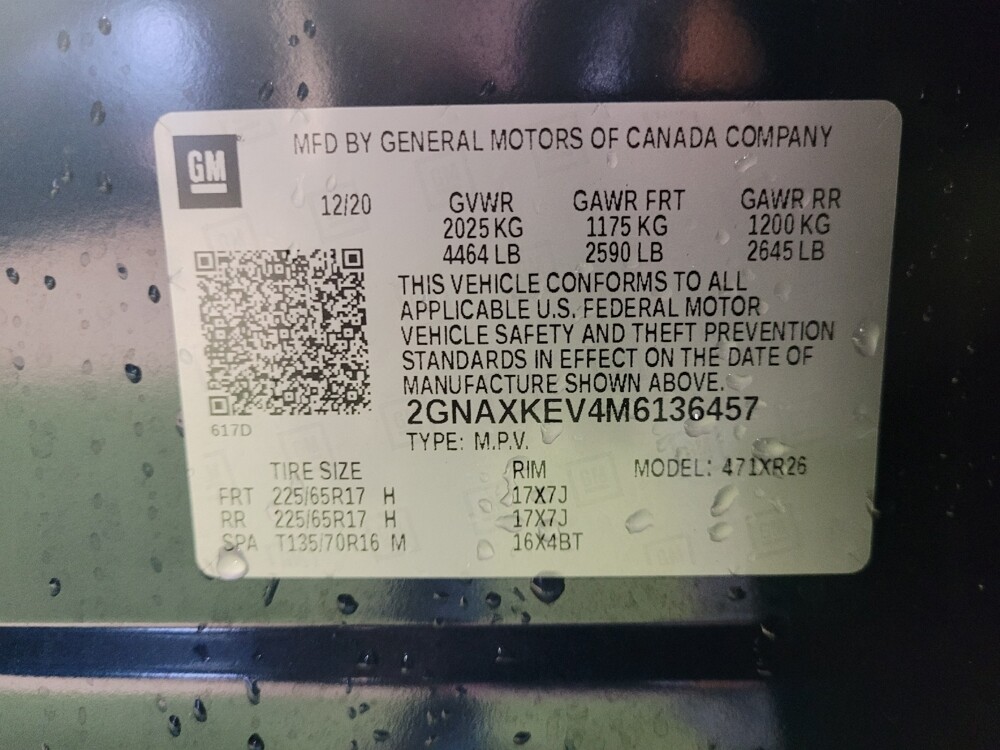 GM
MFD BY GENERAL MOTORS OF CANADA COMPANY
12/20 GVWR GAWR FRT GAWR RR
2025 KG 1175 KG 1200 KG
4464 LB 2590 LB 2645 LB
THIS VEHICLE CONFORMS TO ALL
APPLICABLE U.S. FEDERAL MOTOR
VEHICLE SAFETY AND THEFT PREVENTION
STANDARDS IN EFFECT ON THE DATE OF
MANUFACTURE SHOWN ABOVE.
2GNAXKEV4M6136457
617D
TYPE: M.P.V.
TIRE SIZE RIM MODEL: 471XR26
FRT 225/65R17 H 17X7J
RR 225/65R17 H 17X7J
SPA T135/70R16 M 16X4BT